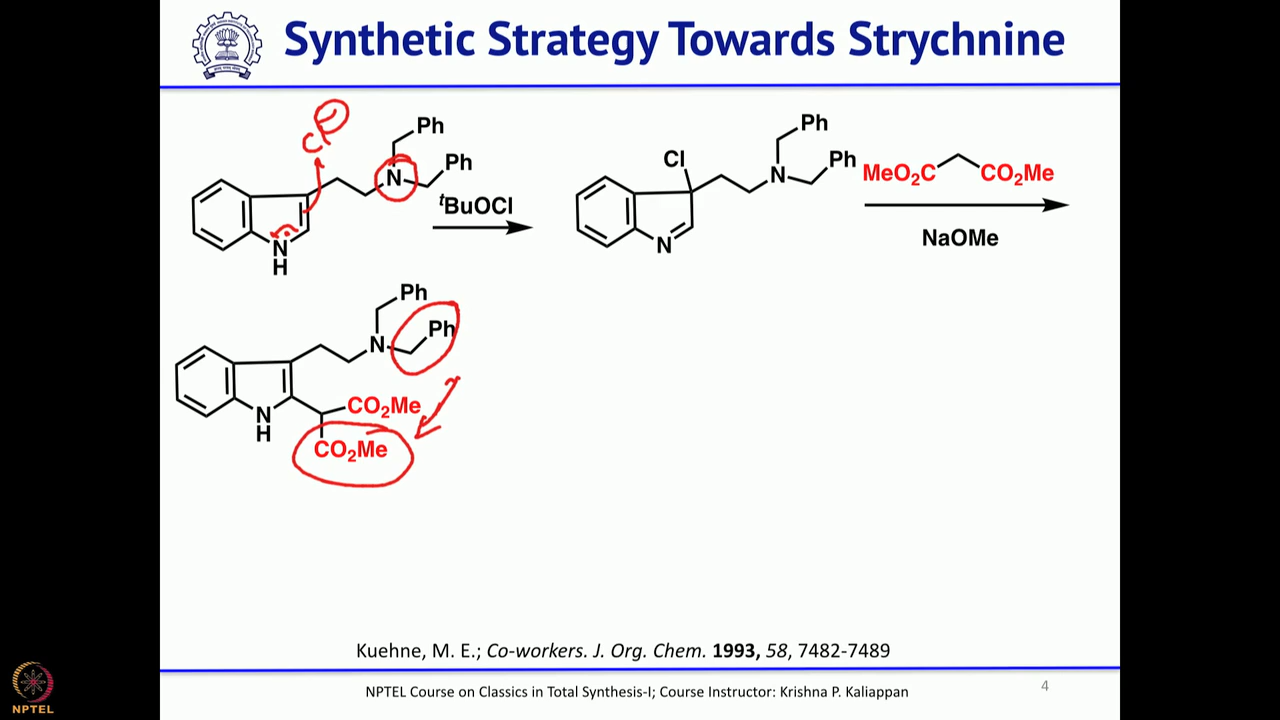 Synthetic Strategy Towards Strychnine
Cl
Ph
Ph
N
N
H
tBuOCl
Cl
Ph
Ph
N
N
MeO2C
CO2Me
NaOMe
Ph
Ph
N
N
H
CO2Me
CO2Me
Kuehne, M. E.; Co-workers. J. Org. Chem. 1993, 58, 7482-7489
NPTEL Course on Classics in Total Synthesis-I; Course Instructor: Krishna P. Kaliappan
4
NPTEL